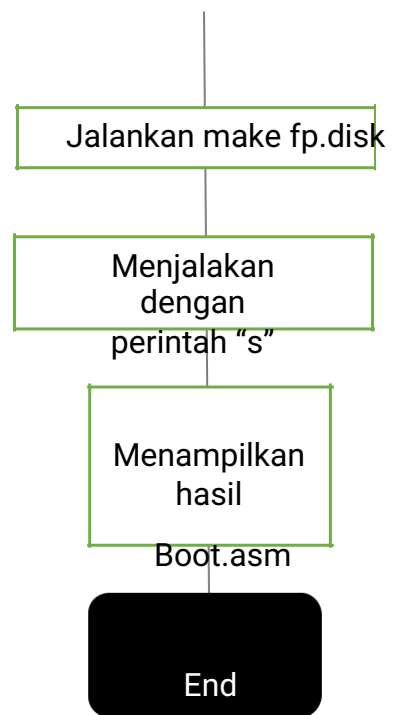 Jalankan make fp.disk
Menjalakan
dengan
perintah “s”
Menampilkan
hasil
Boot.asm
End